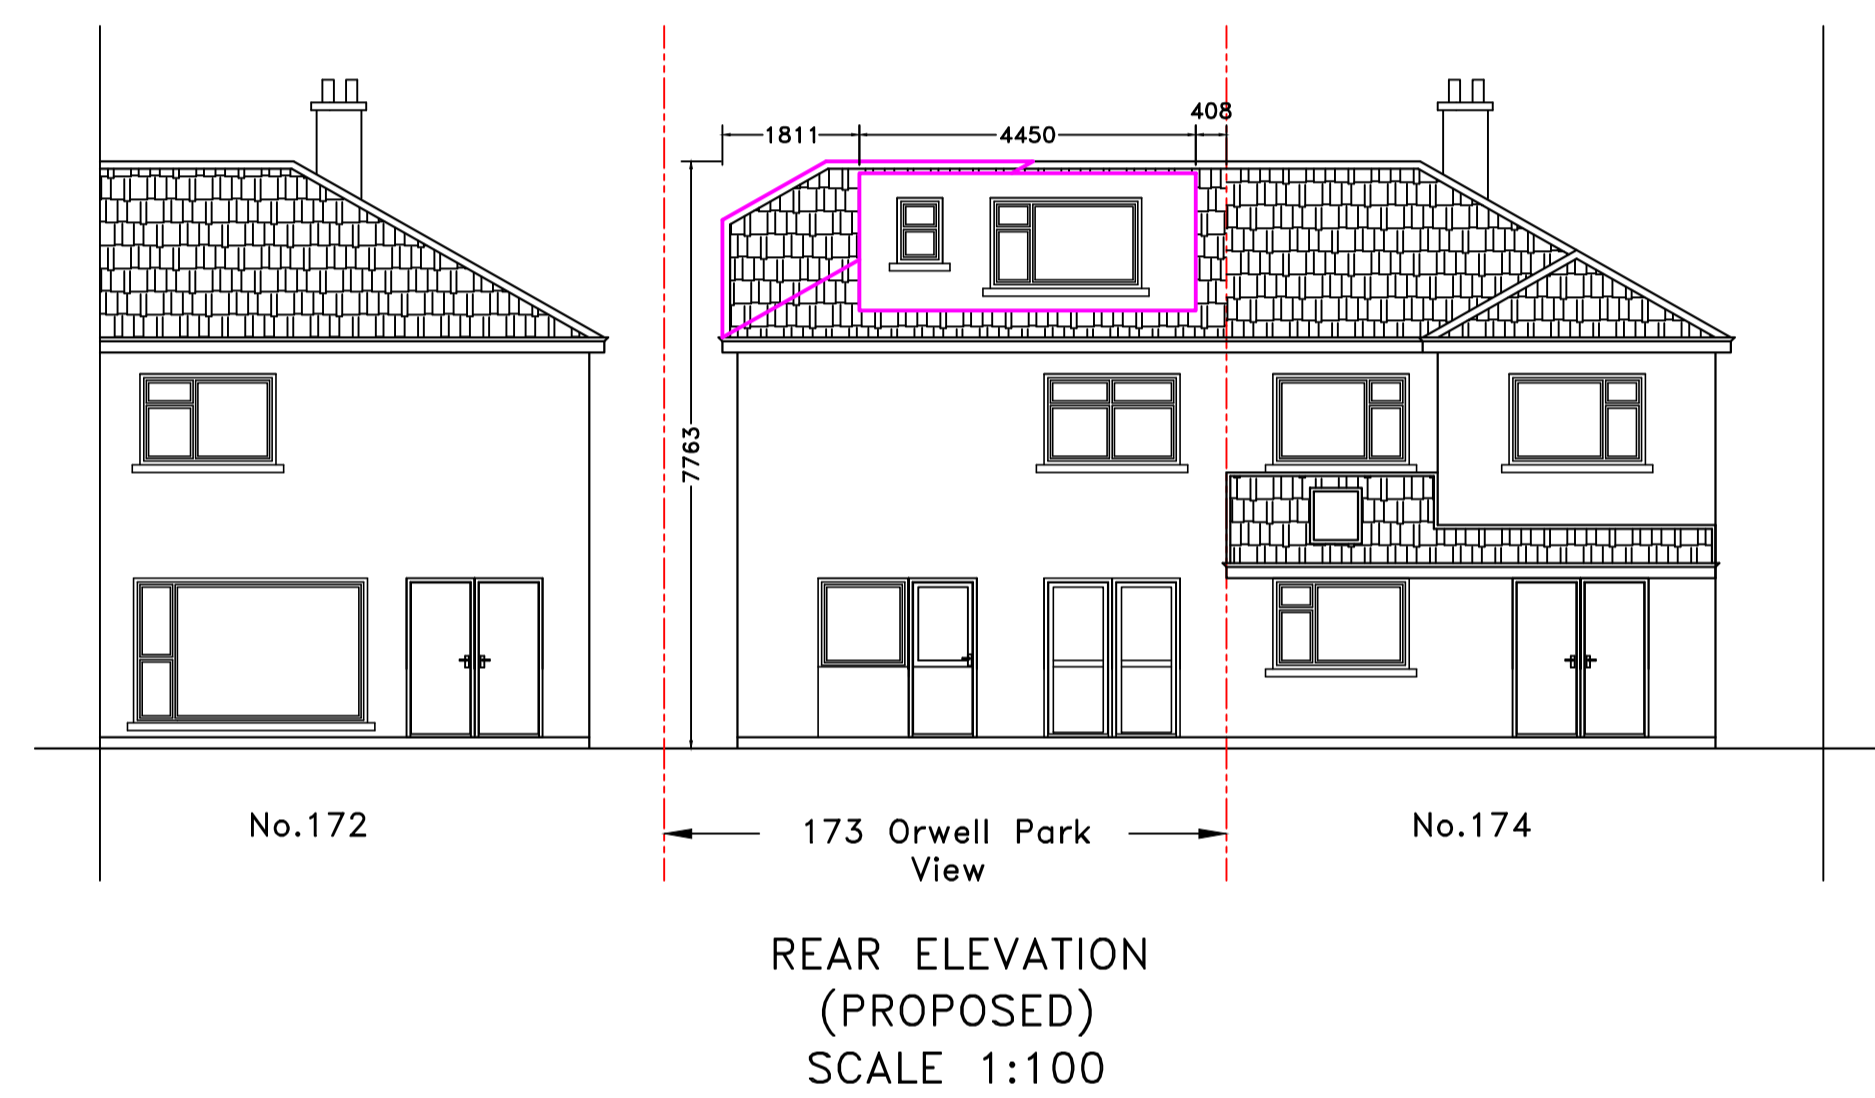 408
1811
4450
7763
No.172
173 Orwell Park
View
No.174
REAR ELEVATION
(PROPOSED)
SCALE 1:100